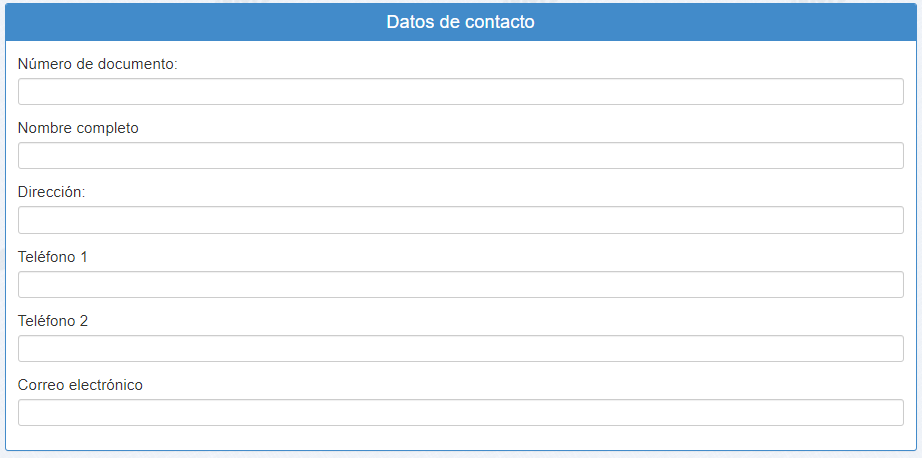 Datos de contacto
Número de documento:
Nombre completo
Dirección:
Teléfono 1
Teléfono 2
Correo electrónico